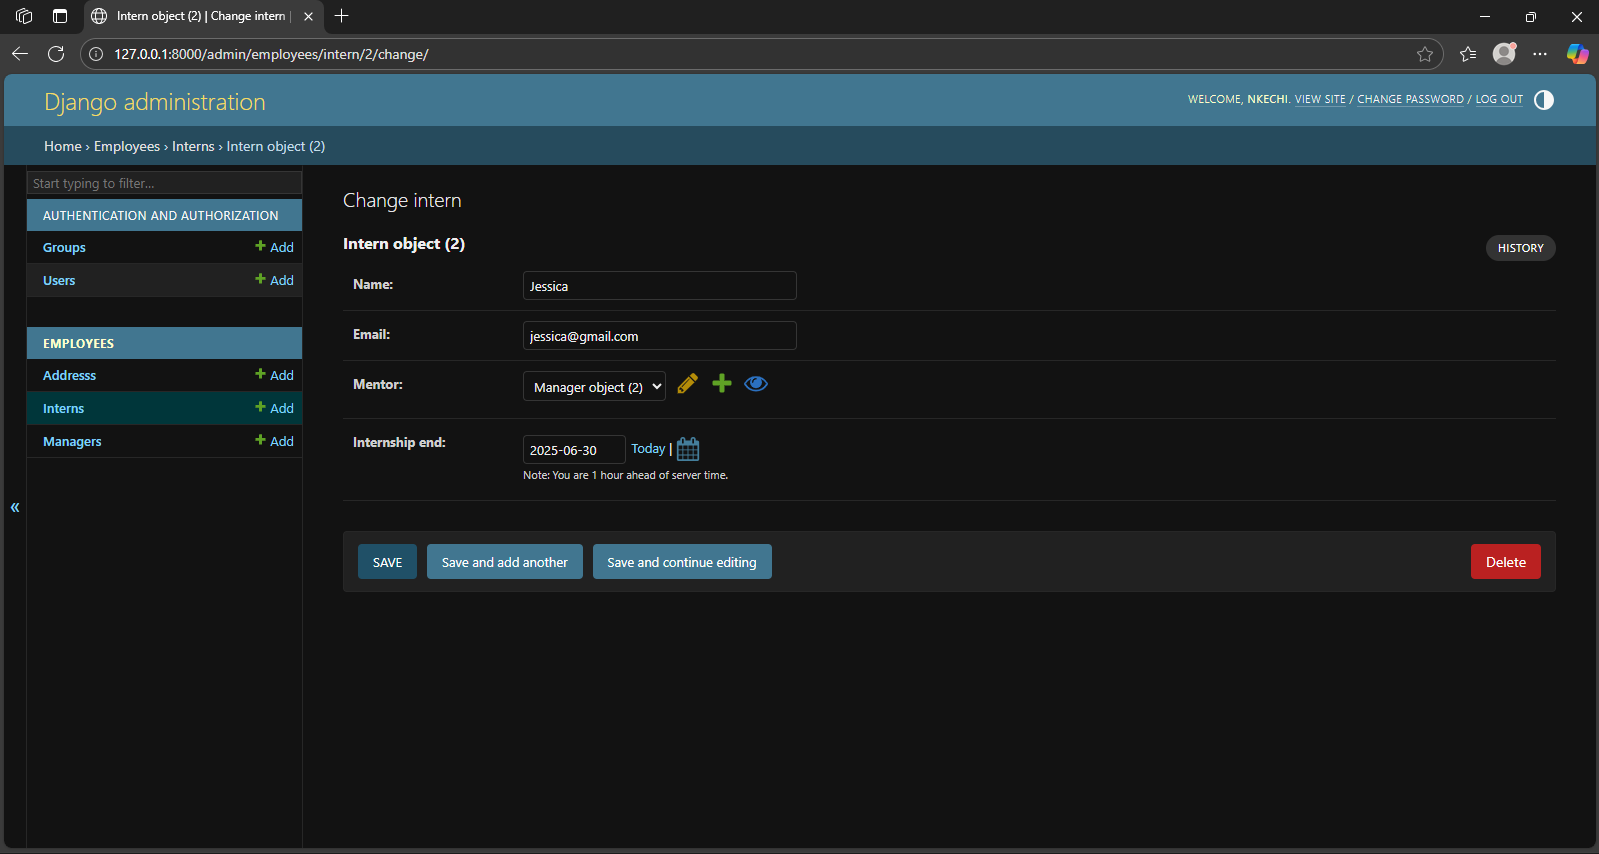 Intern object (2) | Change intern |
127.0.0.1:8000/admin/employees/intern/2/change/
Django administration
WELCOME, NKECHI. VIEW SITE / CHANGE PASSWORD / LOG OUT
Home › Employees › Interns › Intern object (2)
Start typing to filter...
AUTHENTICATION AND AUTHORIZATION
Groups Add
Users Add
EMPLOYEES
Addresss Add
Interns Add
Managers Add
«
Change intern
Intern object (2)
HISTORY
Name: Jessica
Email: jessica@gmail.com
Mentor: Manager object (2)
Internship end: 2025-06-30 Today |
Note: You are 1 hour ahead of server time.
SAVE Save and add another Save and continue editing Delete